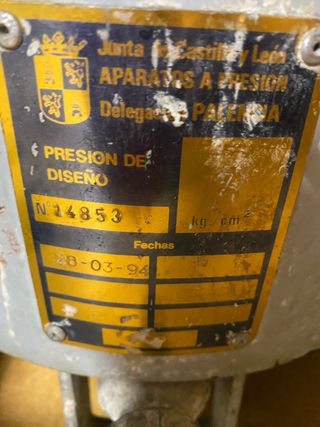 Junta de Castilla y León
APARATOS A PRESION
Delegación PALENCIA
PRESION DE
DISEÑO
Nº 14853
kg/cm²
Fechas
28-03-94